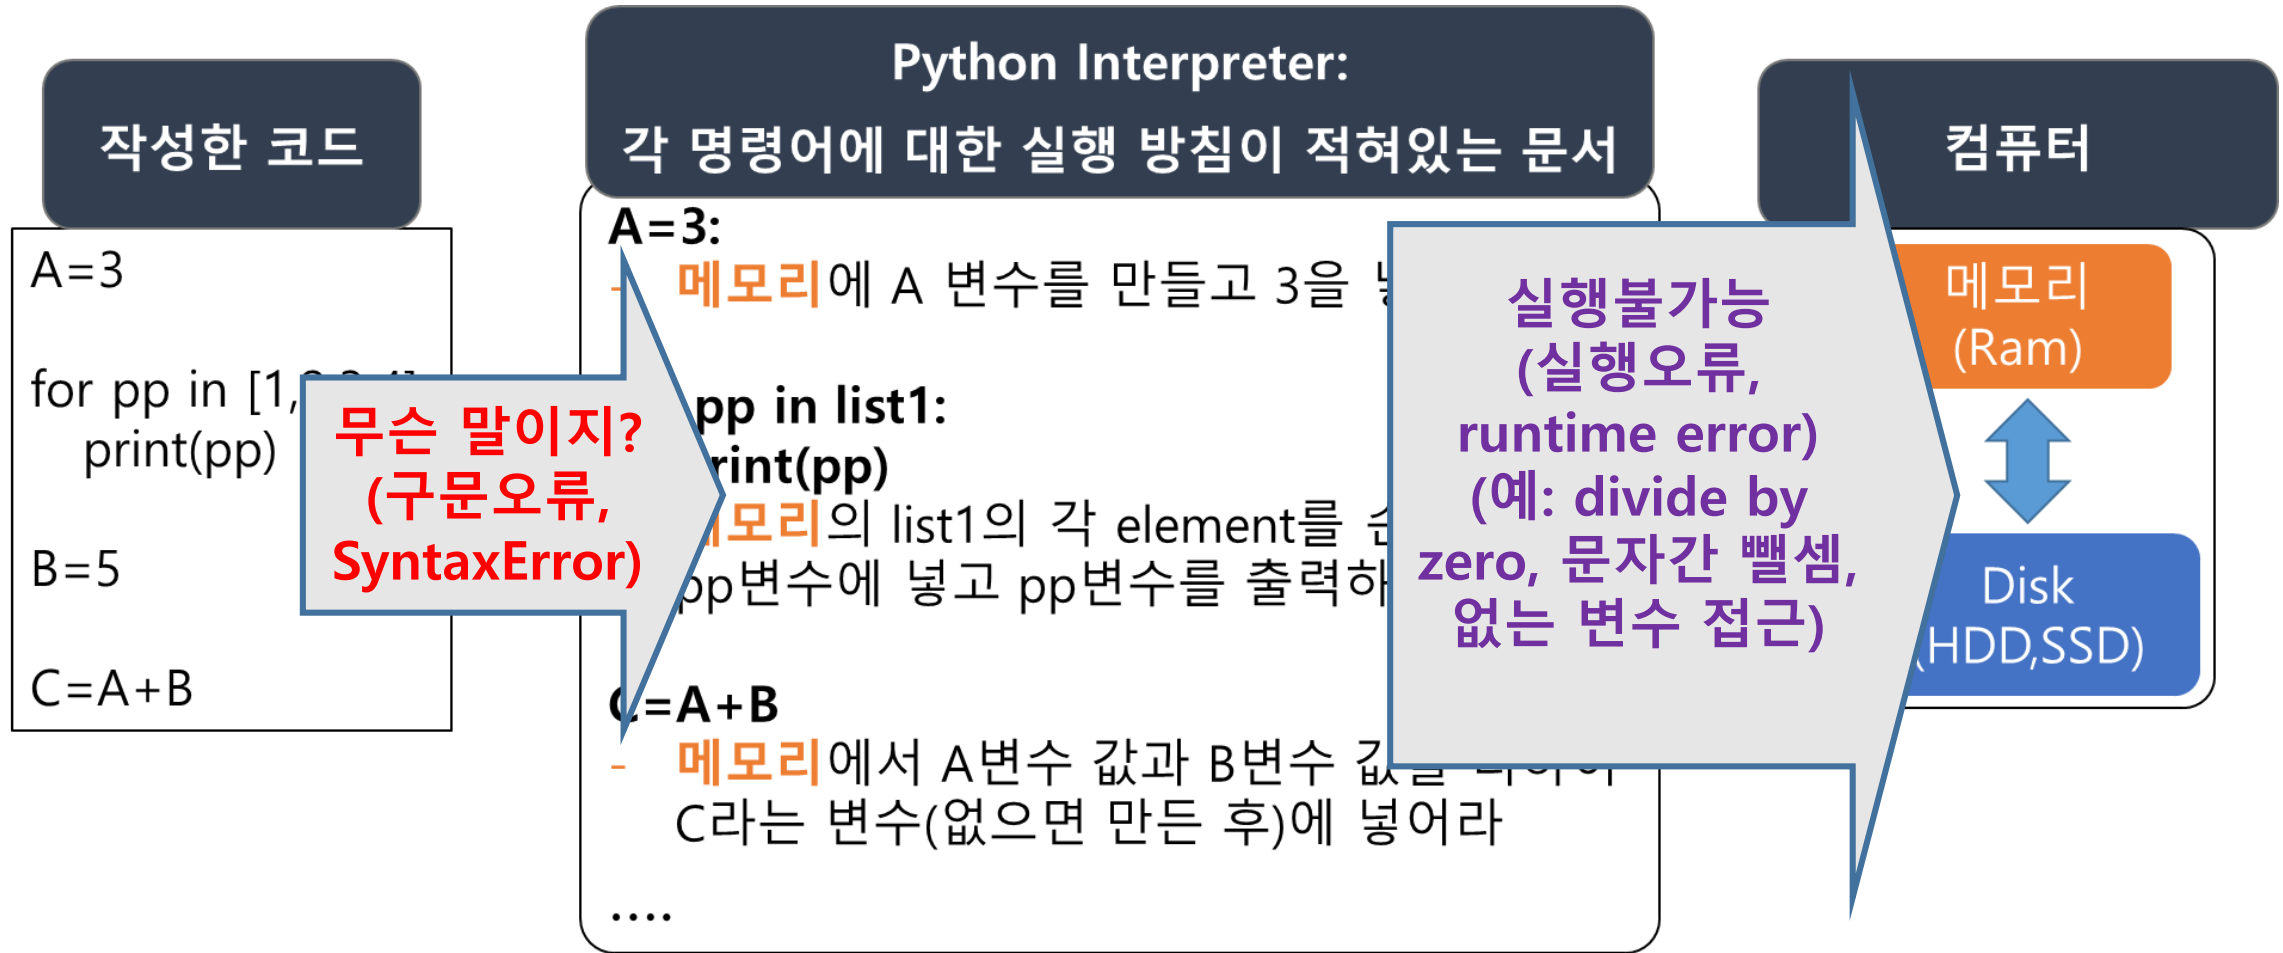 작성한 코드
A=3
for pp in [1,
print(pp)
B=5
C=A+B
무슨 말이지?
(구문오류,
SyntaxError)
Python Interpreter:
각 명령어에 대한 실행 방침이 적혀있는 문서
A=3:
- 메모리에 A 변수를 만들고 3을
pp in list1:
rint(pp)
메모리의 list1의 각 element를
pp변수에 넣고 pp변수를 출력하
C=A+B
- 메모리에서 A변수 값과 B변수 값을
C라는 변수(없으면 만든 후)에 넣어라
....
실행불가능
(실행오류,
runtime error)
(예: divide by
zero, 문자간 뺄셈,
없는 변수 접근)
컴퓨터
메모리
(Ram)
Disk
(HDD,SSD)